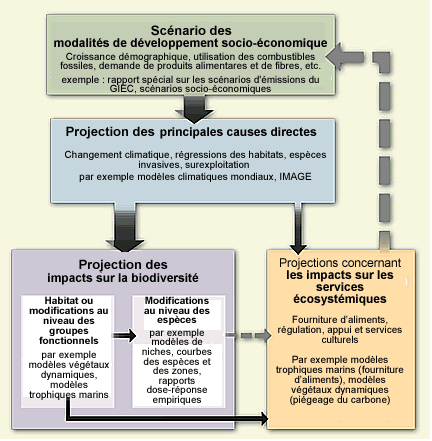 Scénario des
modalités de développement socio-économique
Croissance démographique, utilisation des combustibles
fossiles, demande de produits alimentaires et de fibres, etc.
exemple : rapport spécial sur les scénarios d'émissions du
GIEC, scénarios socio-économiques
Projection des principales causes directes
Changement climatique, régressions des habitats, espèces
invasives, surexploitation
par exemple modèles climatiques mondiaux, IMAGE
Projection des
impacts sur la biodiversité
Habitat ou
modifications au
niveau des
groupes
fonctionnels
par exemple
modèles végétaux
dynamiques,
modèles
trophiques marins
Modifications
au niveau des
espèces
par exemple
modèles de
niches, courbes
des espèces et
des zones,
rapports
dose-réponse
empiriques
Projections concernant
les impacts sur les
services
écosystémiques
Fourniture d'aliments,
régulation, appui et services
culturels
Par exemple modèles
trophiques marins (fourniture
d'aliments), modèles
végétaux dynamiques
(piégeage du carbone)